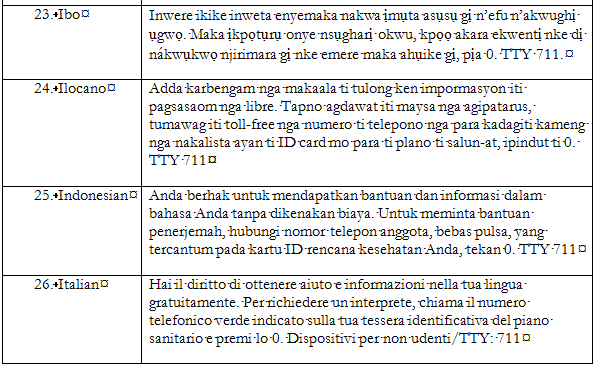 23. Ibo
Inwere ikike inweta enyemaka nakwa ịmụta asụsụ gị n’efu n’akwughị
ụgwọ. Maka ịkpọtụrụ onye nsụgharị okwu, kpọọ akara ekwentị nke dị
nákwụkwọ njirimara gị nke emere maka ahụike gị, pịa 0. TTY 711.
24. Ilocano
Adda karbengam nga makaala ti tulong ken impormasyon iti
pagsasaom nga libre. Tapno agdawat iti maysa nga agipatarus,
tumawag iti toll-free nga numero ti telepono nga para kadagiti kameng
nga nakalista ayan ti ID card mo para ti plano ti salun-at, ipindut ti 0.
TTY 711
25. Indonesian
Anda berhak untuk mendapatkan bantuan dan informasi dalam
bahasa Anda tanpa dikenakan biaya. Untuk meminta bantuan
penerjemah, hubungi nomor telepon anggota, bebas pulsa, yang
tercantum pada kartu ID rencana kesehatan Anda, tekan 0. TTY 711
26. Italian
Hai il diritto di ottenere aiuto e informazioni nella tua lingua
gratuitamente. Per richiedere un interprete, chiama il numero
telefonico verde indicato sulla tua tessera identificativa del piano
sanitario e premi lo 0. Dispositivi per non udenti/TTY: 711